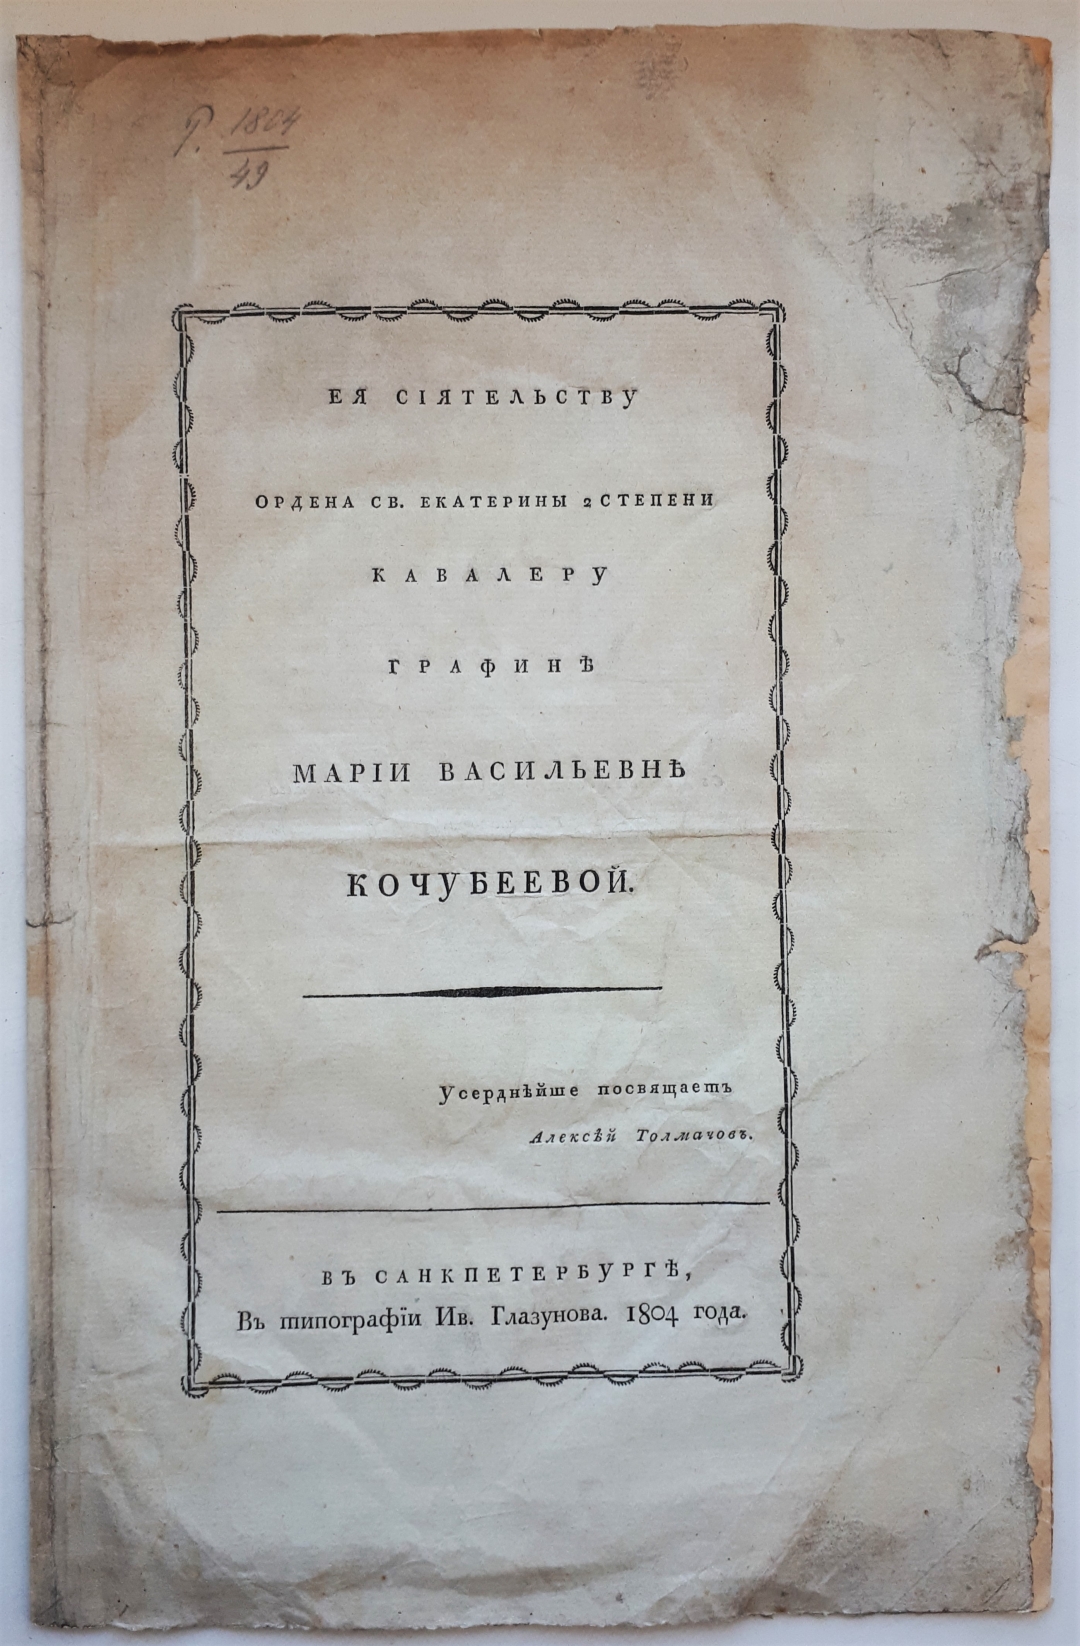 Р. 1804
49
ЕЯ СІЯТЕЛЬСТВУ
ОРДЕНА СВ. ЕКАТЕРИНЫ 2 СТЕПЕНИ
КАВАЛЕРУ
ГРАФИНѢ
МАРІИ ВАСИЛЬЕВНѢ
КОЧУБЕЕВОЙ.
Усерднѣйше посвящаетъ
Алексѣй Толмачовъ.
ВЪ САНКПЕТЕРБУРГѢ,
Въ типографїи Ив. Глазунова. 1804 года.